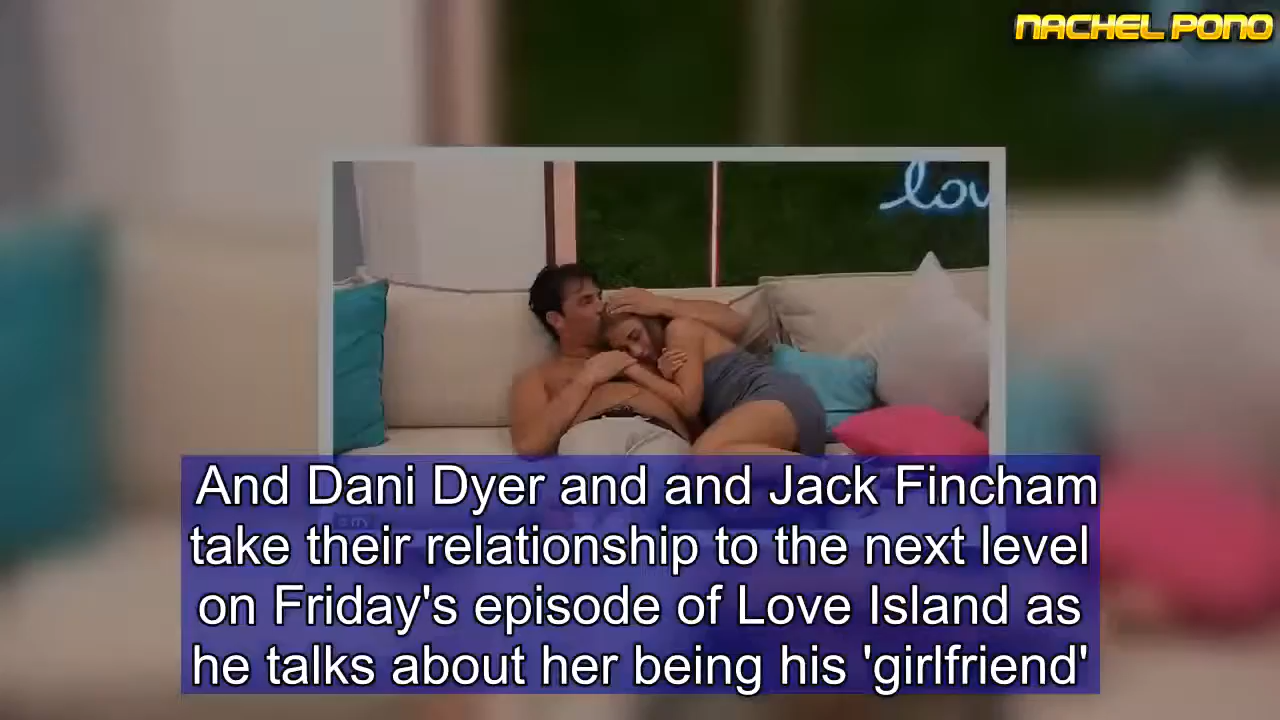 NACHEL PONO
lov
And Dani Dyer and and Jack Fincham
take their relationship to the next level
on Friday's episode of Love Island as
he talks about her being his 'girlfriend'